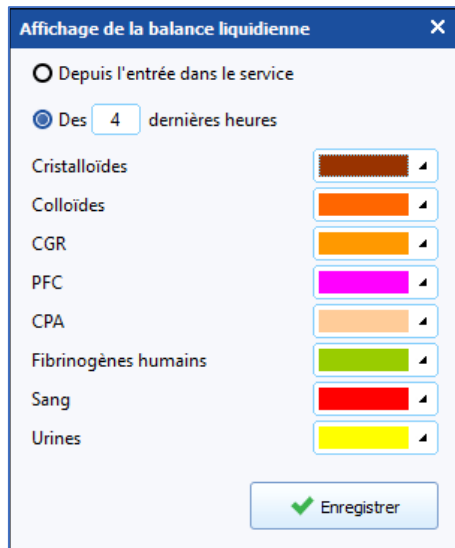 Affichage de la balance liquidienne
Depuis l'entrée dans le service
Des 4 dernières heures
Cristalloïdes
Colloïdes
CGR
PFC
CPA
Fibrinogènes humains
Sang
Urines
Enregistrer